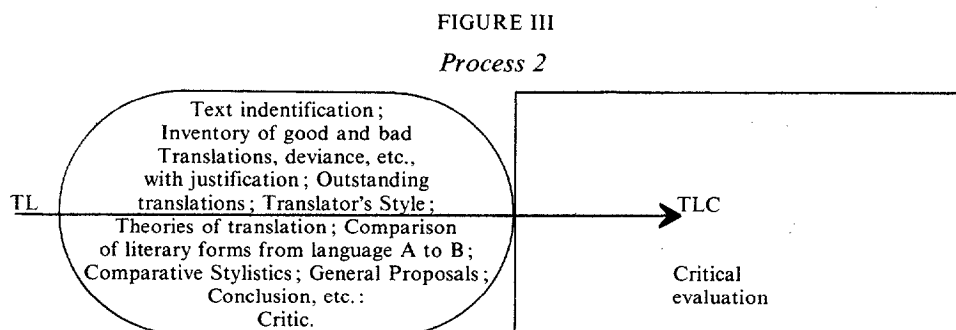 FIGURE III
Process 2
Text indentification;
Inventory of good and bad
Translations, deviance, etc.,
with justification; Outstanding
TL
translations; Translator's Style;
TLC
Theories of translation; Comparison
of literary forms from language A to B;
Comparative Stylistics; General Proposals;
Conclusion, etc.:
Critic.
Critical
evaluation